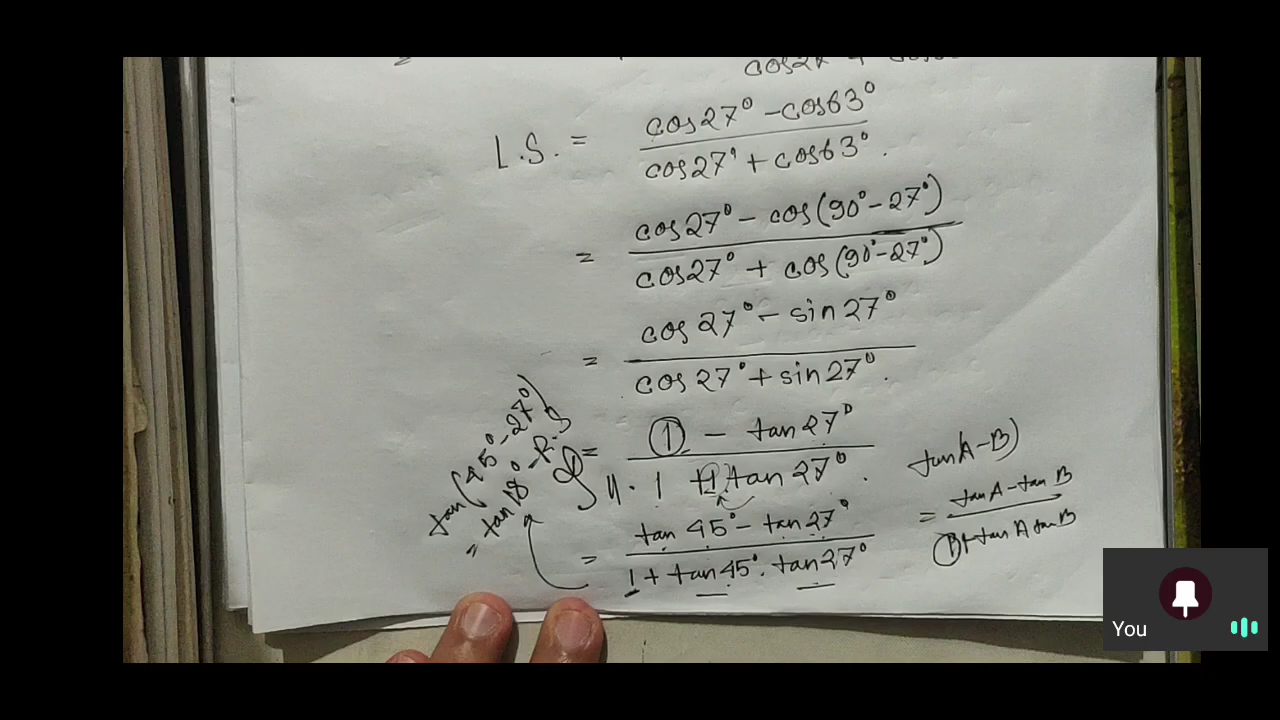 L.S. = cos27° - cos63°
cos27° + cos63°.
= cos27° - cos(90°-27°)
cos27° + cos(90°-27°)
= cos27° - sin27°
cos27° + sin27°.
= 1 - tan27°
1 + tan27°.
= tan45° - tan27°
1 + tan45°. tan27°
tan(45°-27°)
= tan18° = R.S
tan(A-B)
= tanA - tanB
1+tanA tanB
You